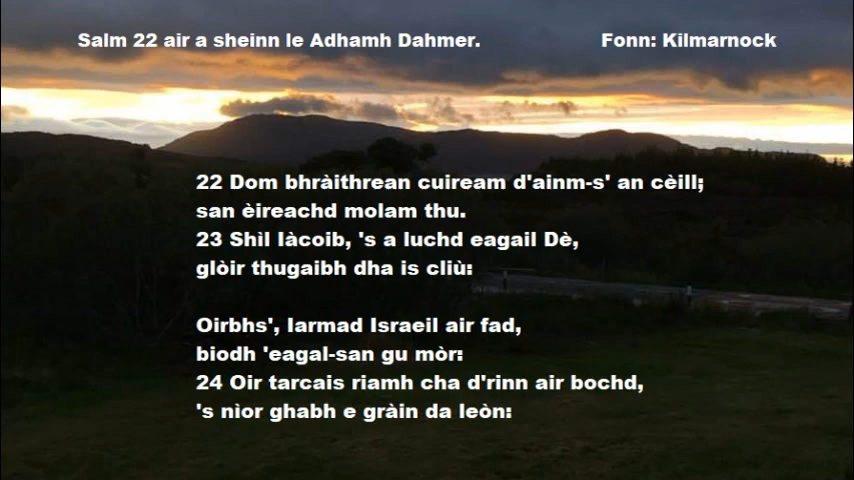 Salm 22 air a sheinn le Adhamh Dahmer. Fonn: Kilmarnock
22 Dom bhràithrean cuiream d'ainm-s' an cèill;
san èireachd molam thu.
23 Shìl Iàcoib, 's a luchd eagail Dè,
glòir thugaibh dha is cliù:
Oirbhs', Iarmad Israeil air fad,
biodh 'eagal-san gu mòr:
24 Oir tarcais riamh cha d'rinn air bochd,
's nìor ghabh e gràin da leòn: